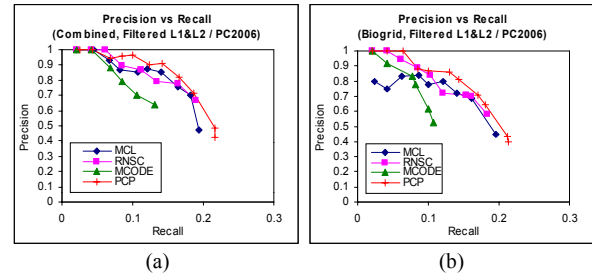 Precision vs Recall
(Combined, Filtered L1&L2 / PC2006)
Precision
1
0.9
0.8
0.7
0.6
0.5
0.4
0.3
0.2
0.1
0
MCL
RNSC
MCODE
PCP
0
0.1
0.2
0.3
Recall
(a)
Precision vs Recall
(Biogrid, Filtered L1&L2 / PC2006)
Precision
1
0.9
0.8
0.7
0.6
0.5
0.4
0.3
0.2
0.1
0
MCL
RNSC
MCODE
PCP
0
0.1
0.2
0.3
Recall
(b)